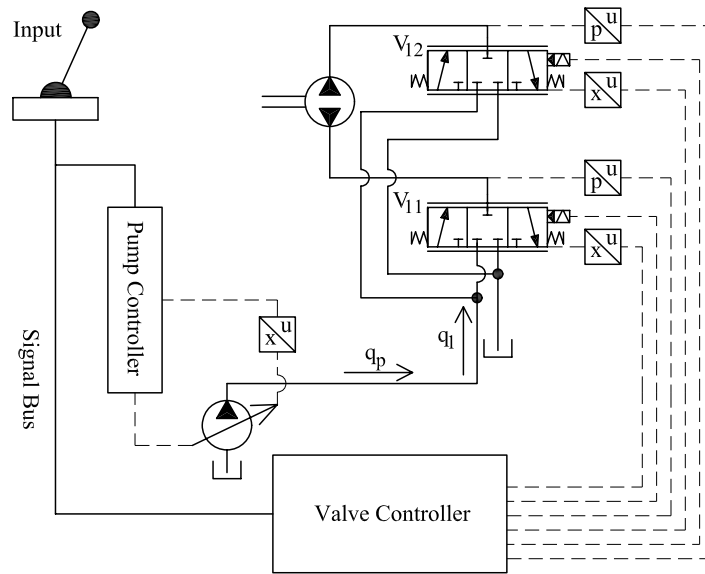 Input
V12
p u
x u
p u
V11
x u
Pump Controller
Signal Bus
x u
qp
ql
Valve Controller